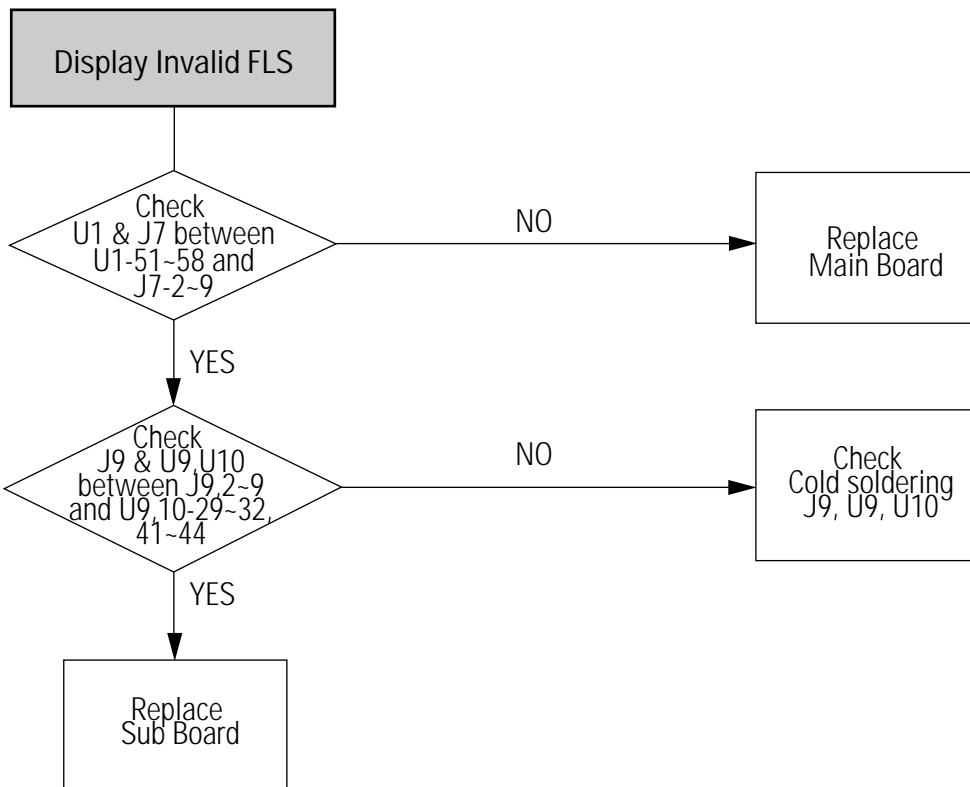 Display Invalid FLS
Check
U1 & J7 between
U1-51~58 and
J7-2~9
NO
Replace
Main Board
YES
Check
J9 & U9,U10
between J9,2~9
and U9,10-29~32,
41~44
NO
Check
Cold soldering
J9, U9, U10
YES
Replace
Sub Board